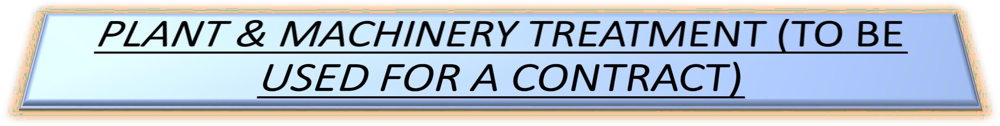 PLANT & MACHINERY TREATMENT (TO BE
USED FOR A CONTRACT)